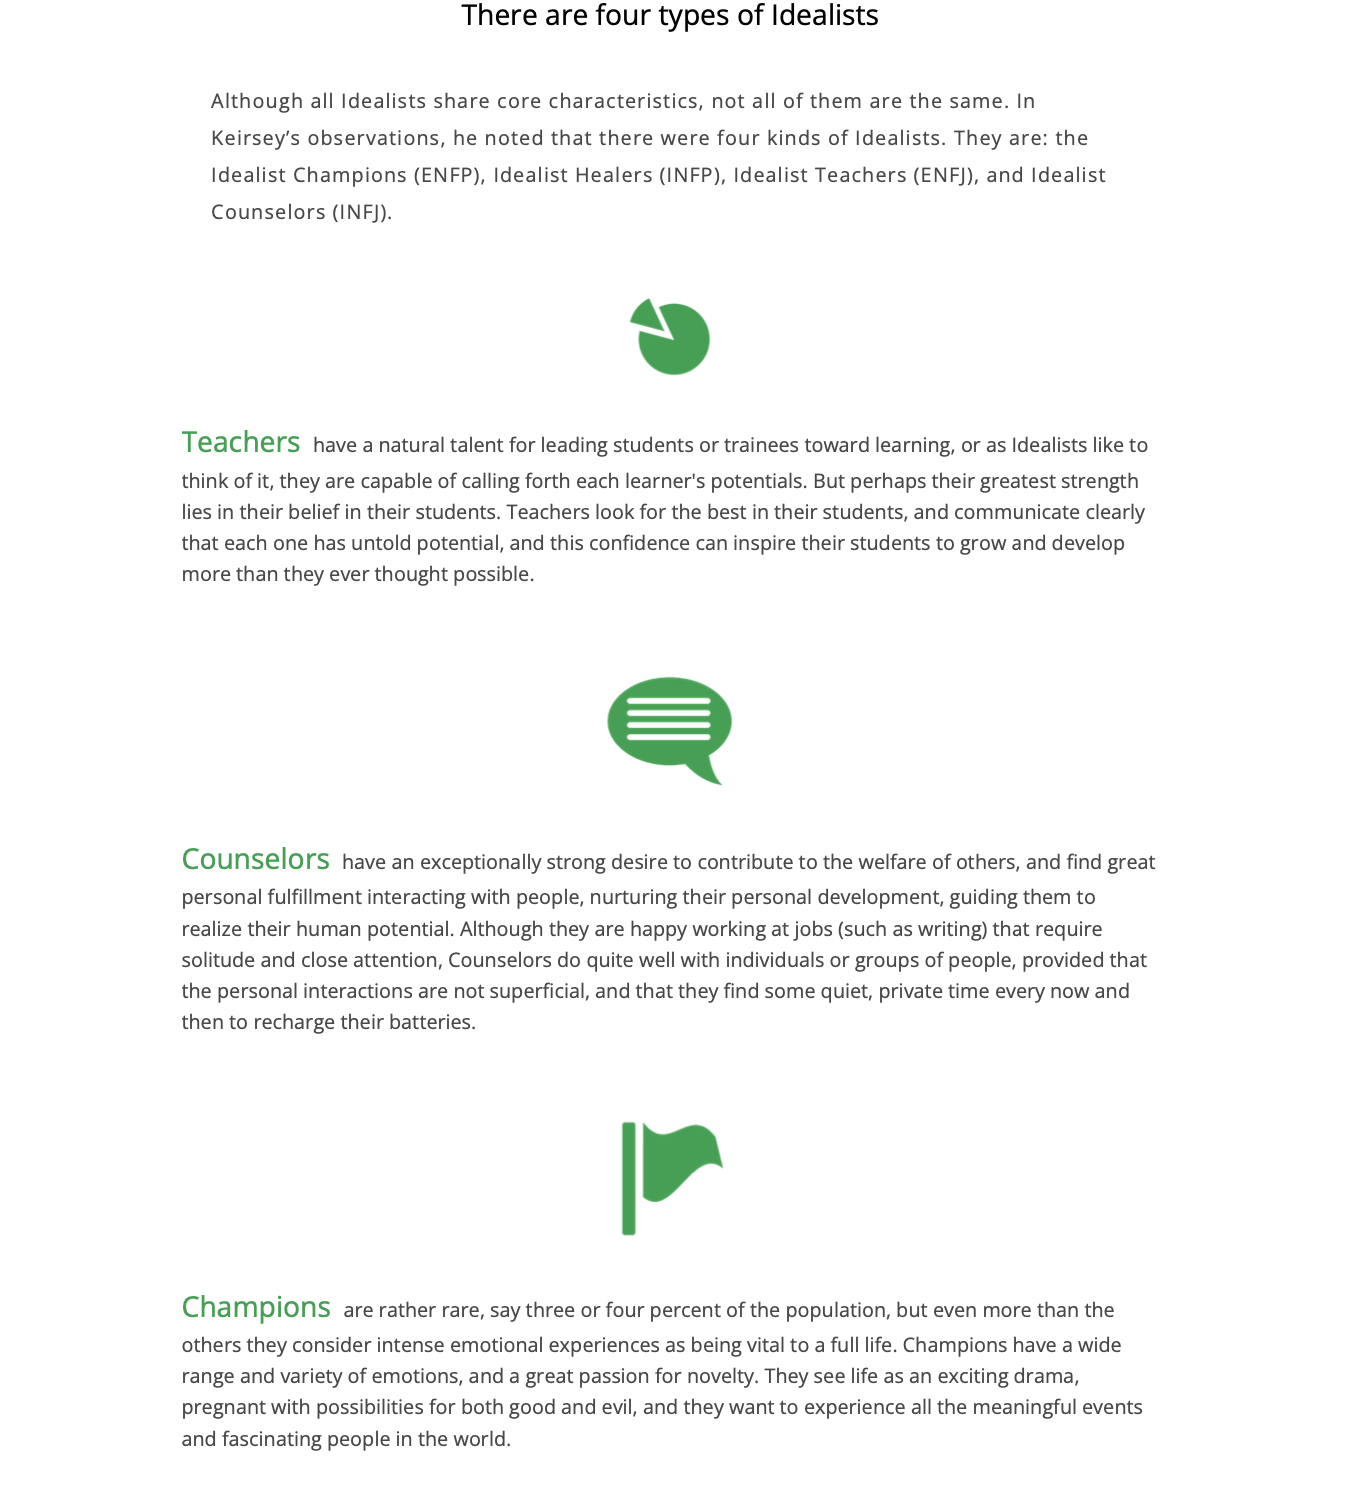 There are four types of Idealists
Although all Idealists share core characteristics, not all of them are the same. In
Keirsey’s observations, he noted that there were four kinds of Idealists. They are: the
Idealist Champions (ENFP), Idealist Healers (INFP), Idealist Teachers (ENFJ), and Idealist
Counselors (INFJ).
Teachers have a natural talent for leading students or trainees toward learning, or as Idealists like to
think of it, they are capable of calling forth each learner's potentials. But perhaps their greatest strength
lies in their belief in their students. Teachers look for the best in their students, and communicate clearly
that each one has untold potential, and this confidence can inspire their students to grow and develop
more than they ever thought possible.
Counselors have an exceptionally strong desire to contribute to the welfare of others, and find great
personal fulfillment interacting with people, nurturing their personal development, guiding them to
realize their human potential. Although they are happy working at jobs (such as writing) that require
solitude and close attention, Counselors do quite well with individuals or groups of people, provided that
the personal interactions are not superficial, and that they find some quiet, private time every now and
then to recharge their batteries.
Champions are rather rare, say three or four percent of the population, but even more than the
others they consider intense emotional experiences as being vital to a full life. Champions have a wide
range and variety of emotions, and a great passion for novelty. They see life as an exciting drama,
pregnant with possibilities for both good and evil, and they want to experience all the meaningful events
and fascinating people in the world.